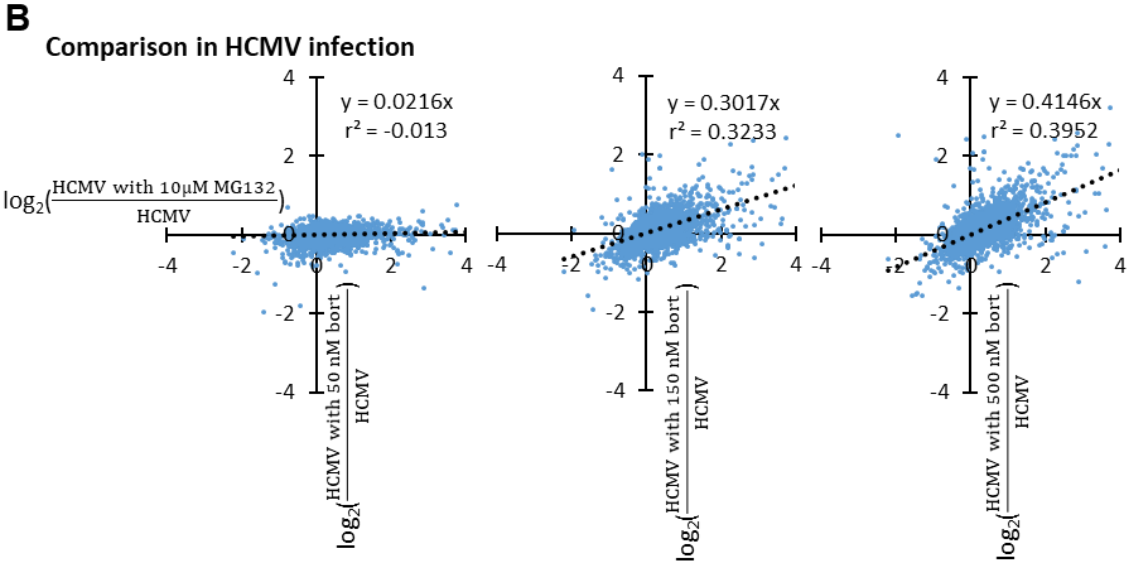 B
Comparison in HCMV infection
4
y = 0.0216x
r² = -0.013
2
log₂(HCMV with 10µM MG132/HCMV)
0
-4
-2
0
2
4
-2
-4
log₂(HCMV with 50 nM bort/HCMV)
4
y = 0.3017x
r² = 0.3233
2
0
-4
-2
0
2
4
-2
-4
log₂(HCMV with 150 nM bort/HCMV)
4
y = 0.4146x
r² = 0.3952
2
0
-4
-2
0
2
4
-2
-4
log₂(HCMV with 500 nM bort/HCMV)